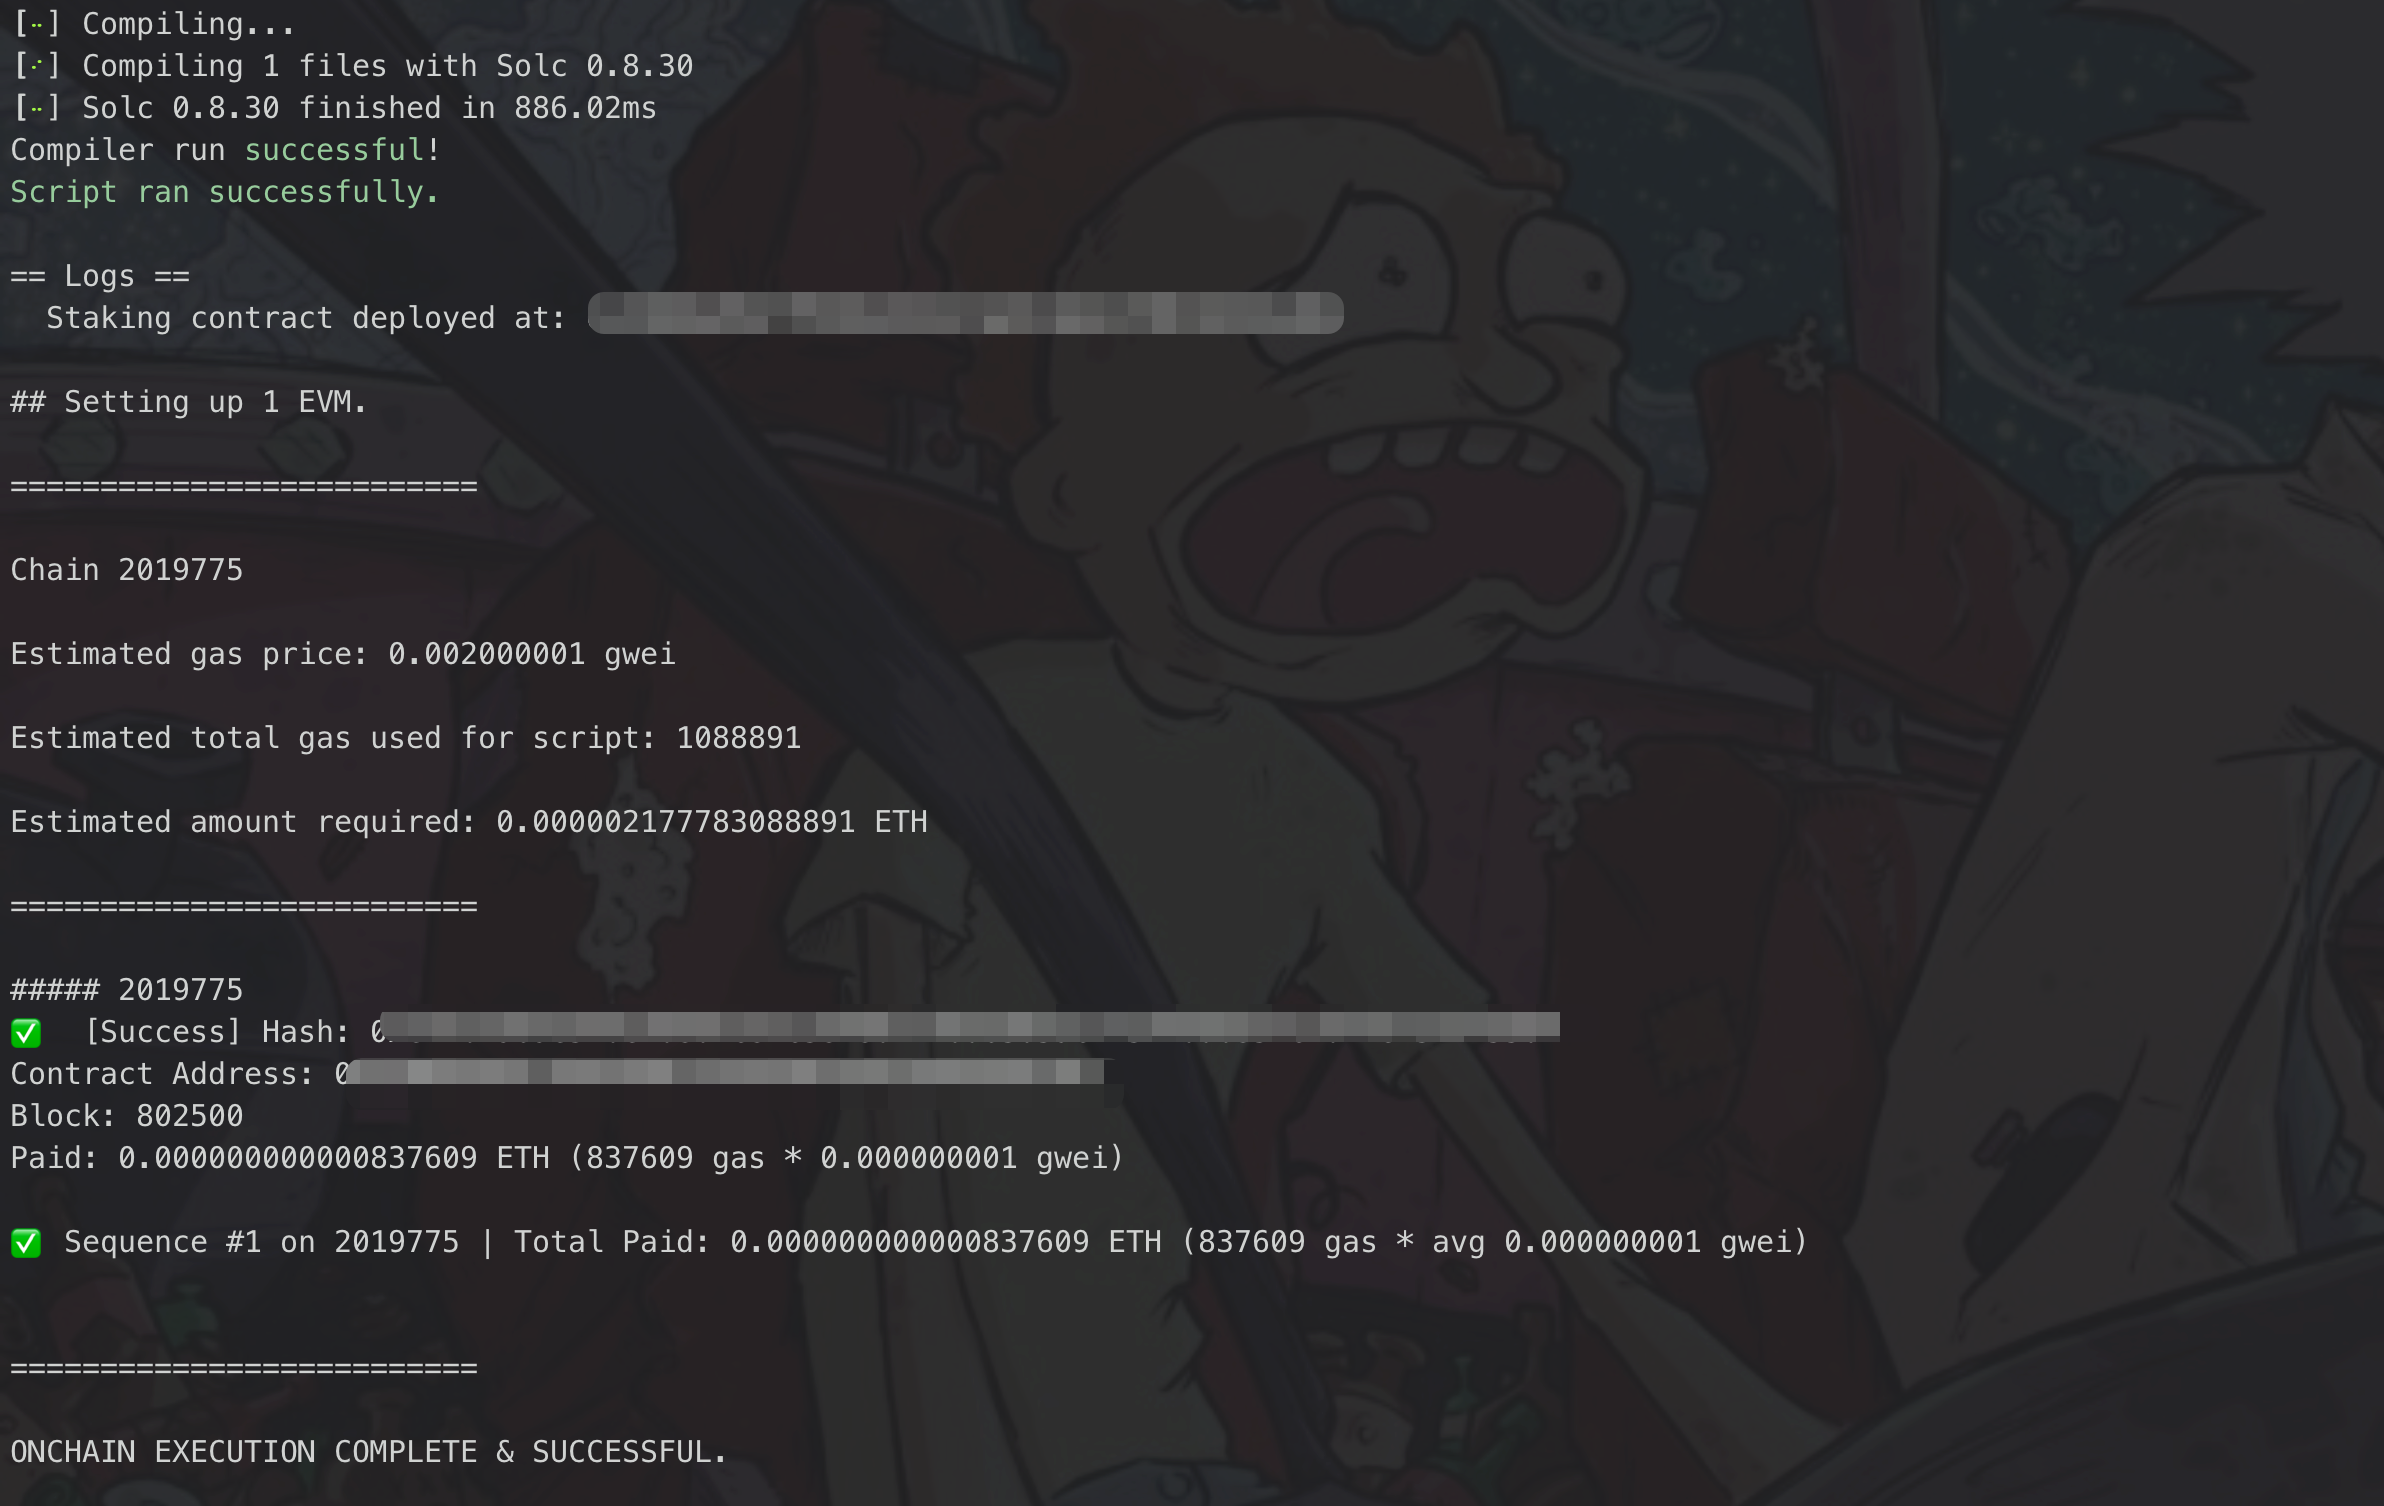 [⠒] Compiling...
[⠊] Compiling 1 files with Solc 0.8.30
[⠒] Solc 0.8.30 finished in 886.02ms
Compiler run successful!
Script ran successfully.
== Logs ==
Staking contract deployed at:
## Setting up 1 EVM.
==========================
Chain 2019775
Estimated gas price: 0.002000001 gwei
Estimated total gas used for script: 1088891
Estimated amount required: 0.000002177783088891 ETH
==========================
##### 2019775
✅ [Success] Hash: 0
Contract Address: 0
Block: 802500
Paid: 0.000000000000837609 ETH (837609 gas * 0.000000001 gwei)
✅ Sequence #1 on 2019775 | Total Paid: 0.000000000000837609 ETH (837609 gas * avg 0.000000001 gwei)
==========================
ONCHAIN EXECUTION COMPLETE & SUCCESSFUL.